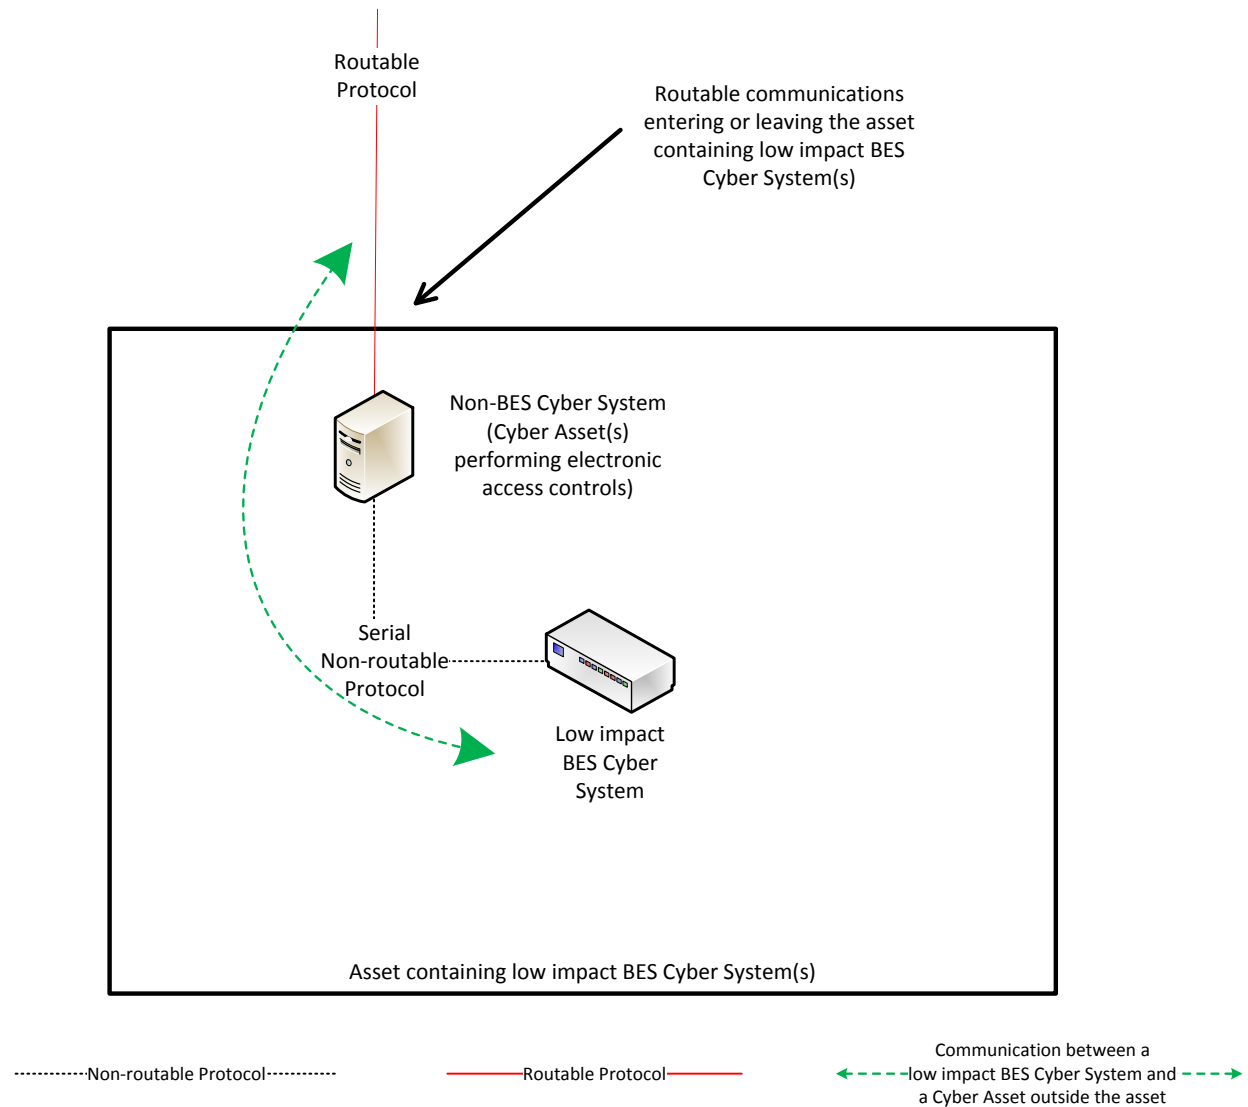 Routable
Protocol
Routable communications
entering or leaving the asset
containing low impact BES
Cyber System(s)
Non-BES Cyber System
(Cyber Asset(s)
performing electronic
access controls)
Serial
Non-routable
Protocol
Low impact
BES Cyber
System
Asset containing low impact BES Cyber System(s)
Non-routable Protocol
Routable Protocol
Communication between a
low impact BES Cyber System and
a Cyber Asset outside the asset